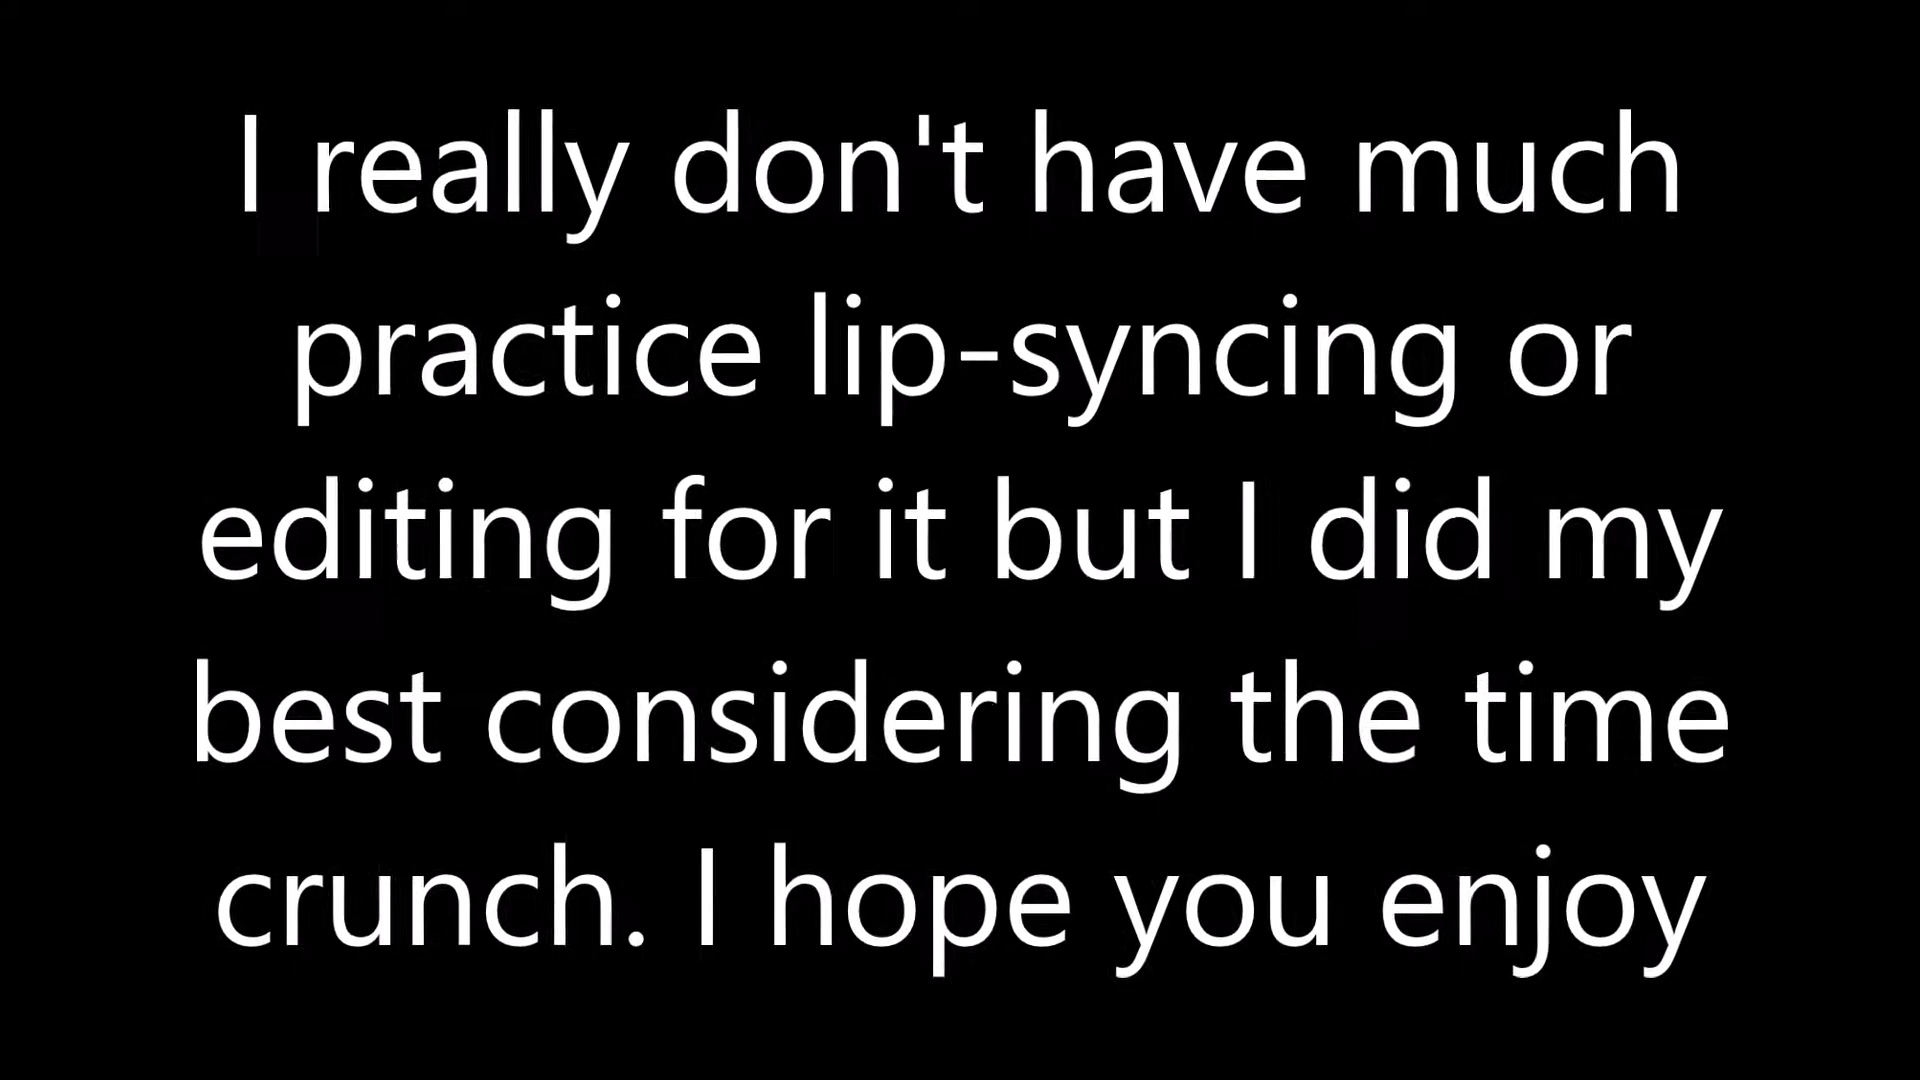 I really don't have much
practice lip-syncing or
editing for it but I did my
best considering the time
crunch. I hope you enjoy